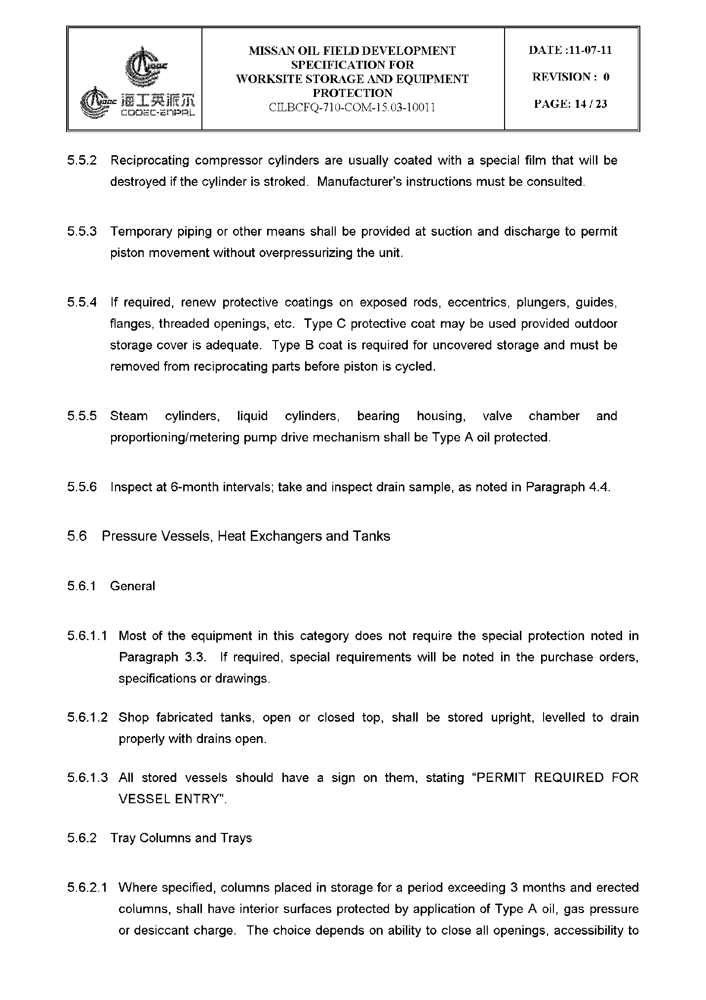 MISSAN OIL FIELD DEVELOPMENT
SPECIFICATION FOR
WORKSITE STORAGE AND EQUIPMENT
PROTECTION
CILBCFQ-710-COM-15.03-10011
DATE :11-07-11
REVISION : 0
PAGE: 14 / 23
海工英派尔
COOEC-ENPAL
5.5.2 Reciprocating compressor cylinders are usually coated with a special film that will be
destroyed if the cylinder is stroked. Manufacturer’s instructions must be consulted.
5.5.3 Temporary piping or other means shall be provided at suction and discharge to permit
piston movement without overpressurizing the unit.
5.5.4 If required, renew protective coatings on exposed rods, eccentrics, plungers, guides,
flanges, threaded openings, etc. Type C protective coat may be used provided outdoor
storage cover is adequate. Type B coat is required for uncovered storage and must be
removed from reciprocating parts before piston is cycled.
5.5.5 Steam cylinders, liquid cylinders, bearing housing, valve chamber and
proportioning/metering pump drive mechanism shall be Type A oil protected.
5.5.6 Inspect at 6-month intervals; take and inspect drain sample, as noted in Paragraph 4.4.
5.6 Pressure Vessels, Heat Exchangers and Tanks
5.6.1 General
5.6.1.1 Most of the equipment in this category does not require the special protection noted in
Paragraph 3.3. If required, special requirements will be noted in the purchase orders,
specifications or drawings.
5.6.1.2 Shop fabricated tanks, open or closed top, shall be stored upright, levelled to drain
properly with drains open.
5.6.1.3 All stored vessels should have a sign on them, stating “PERMIT REQUIRED FOR
VESSEL ENTRY".
5.6.2 Tray Columns and Trays
5.6.2.1 Where specified, columns placed in storage for a period exceeding 3 months and erected
columns, shall have interior surfaces protected by application of Type A oil, gas pressure
or desiccant charge. The choice depends on ability to close all openings, accessibility to